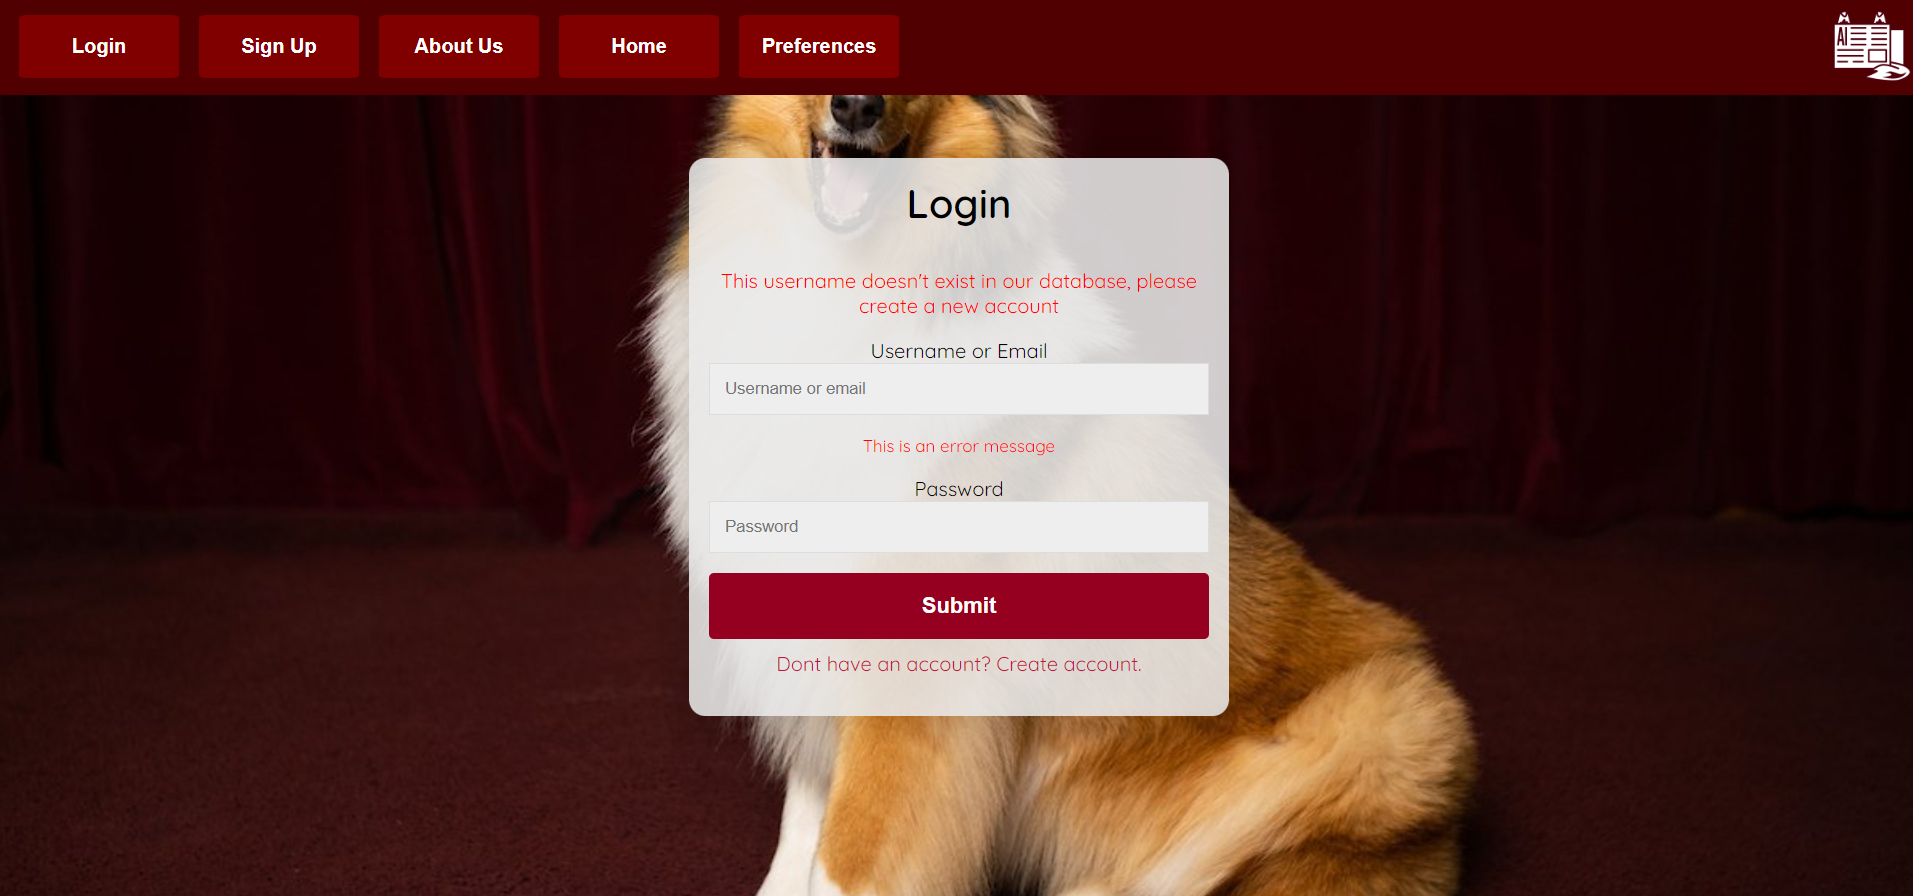 Login
Sign Up
About Us
Home
Preferences
AI
Login
This username doesn't exist in our database, please
create a new account
Username or Email
Username or email
This is an error message
Password
Password
Submit
Dont have an account? Create account.